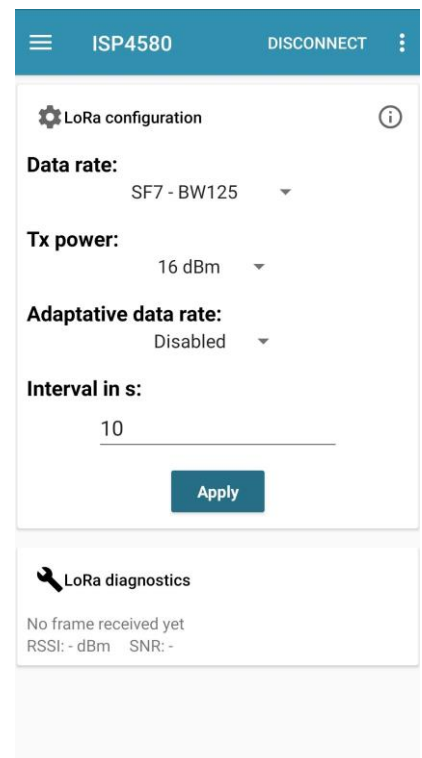 ISP4580 DISCONNECT
LoRa configuration
Data rate:
SF7 - BW125
Tx power:
16 dBm
Adaptative data rate:
Disabled
Interval in s:
10
Apply
LoRa diagnostics
No frame received yet
RSSI: - dBm SNR: -